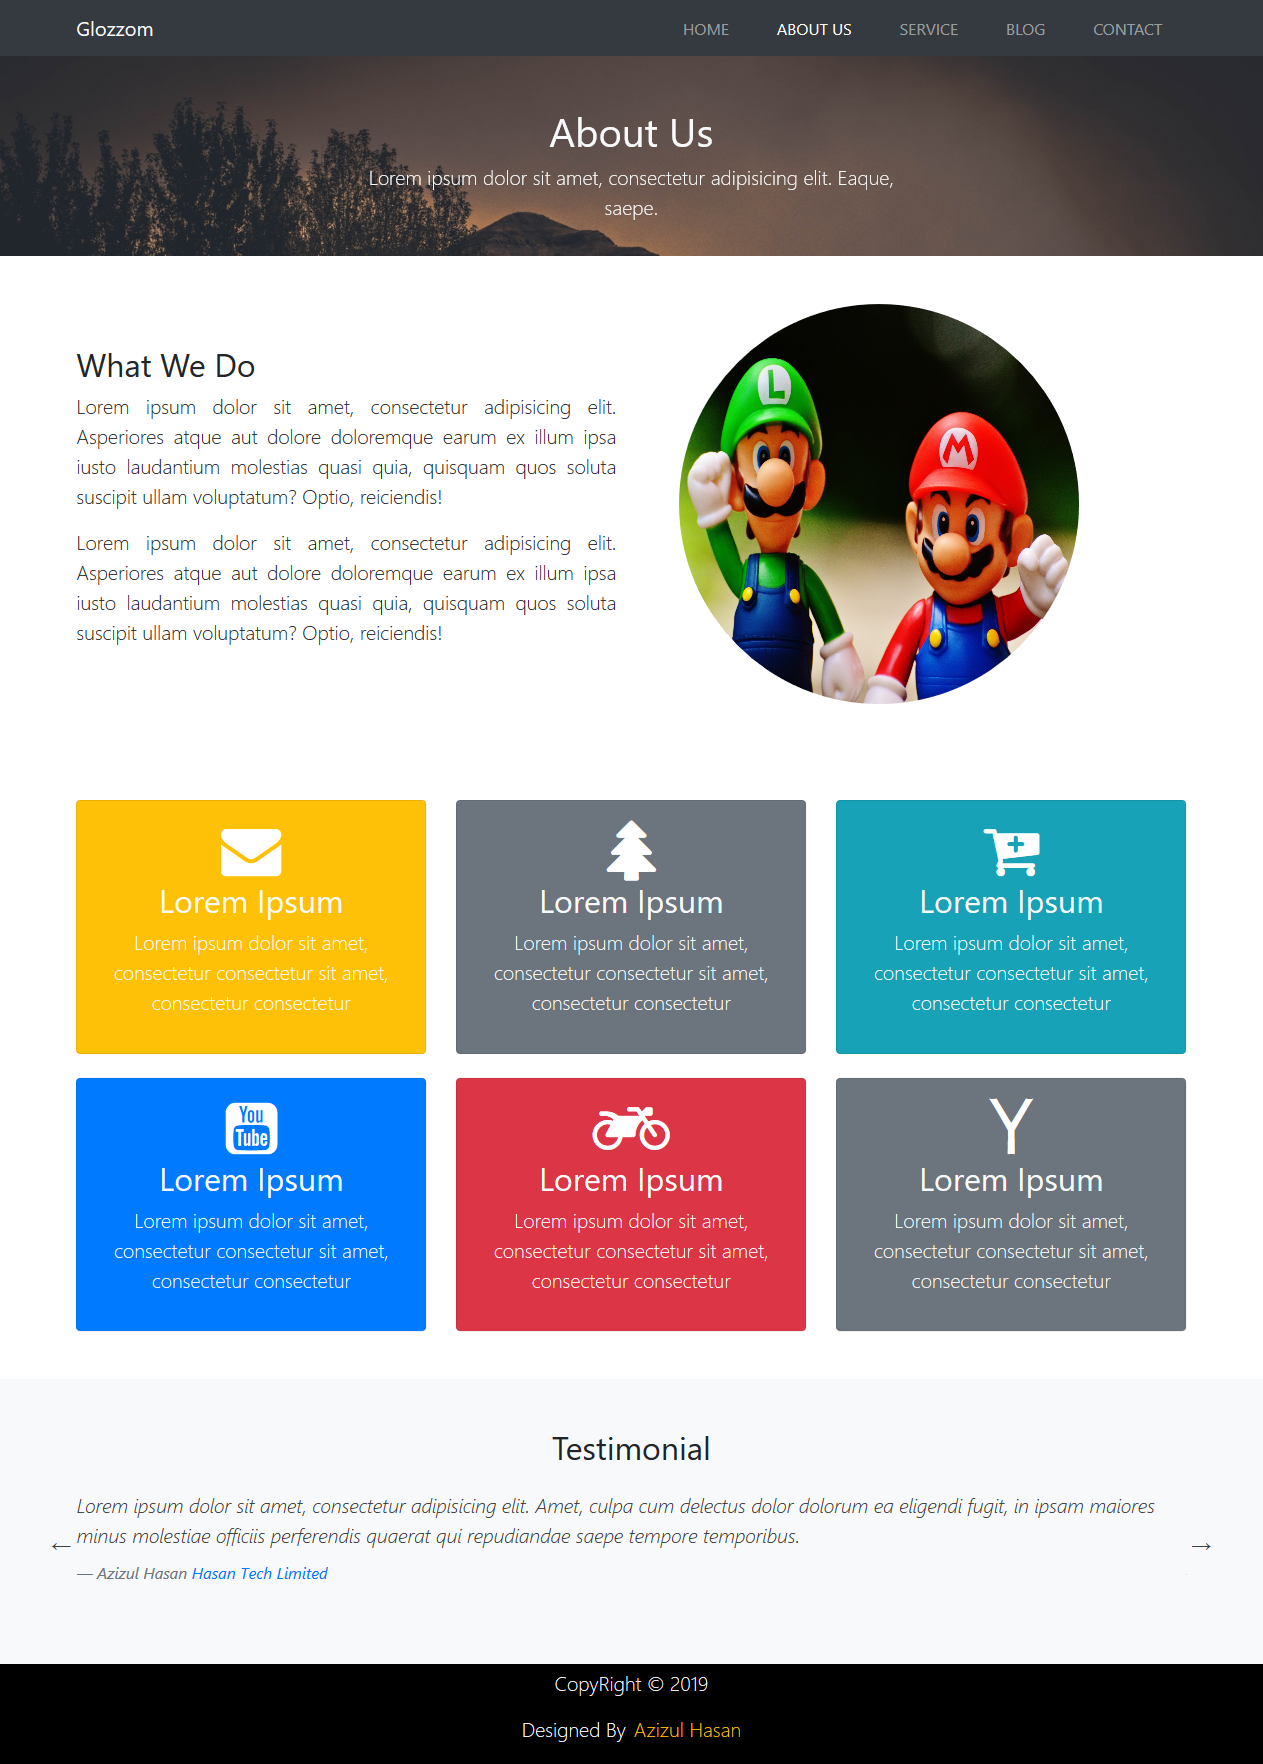 Glozzom
HOME ABOUT US SERVICE BLOG CONTACT
About Us
Lorem ipsum dolor sit amet, consectetur adipisicing elit. Eaque,
saepe.
What We Do
Lorem ipsum dolor sit amet, consectetur adipisicing elit.
Asperiores atque aut dolore doloremque earum ex illum ipsa
iusto laudantium molestias quasi quia, quisquam quos soluta
suscipit ullam voluptatum? Optio, reiciendis!
Lorem ipsum dolor sit amet, consectetur adipisicing elit.
Asperiores atque aut dolore doloremque earum ex illum ipsa
iusto laudantium molestias quasi quia, quisquam quos soluta
suscipit ullam voluptatum? Optio, reiciendis!
L
M
Lorem Ipsum
Lorem ipsum dolor sit amet,
consectetur consectetur sit amet,
consectetur consectetur
Lorem Ipsum
Lorem ipsum dolor sit amet,
consectetur consectetur sit amet,
consectetur consectetur
Lorem Ipsum
Lorem ipsum dolor sit amet,
consectetur consectetur sit amet,
consectetur consectetur
You
Tube
Lorem Ipsum
Lorem ipsum dolor sit amet,
consectetur consectetur sit amet,
consectetur consectetur
Lorem Ipsum
Lorem ipsum dolor sit amet,
consectetur consectetur sit amet,
consectetur consectetur
Y
Lorem Ipsum
Lorem ipsum dolor sit amet,
consectetur consectetur sit amet,
consectetur consectetur
Testimonial
Lorem ipsum dolor sit amet, consectetur adipisicing elit. Amet, culpa cum delectus dolor dolorum ea eligendi fugit, in ipsam maiores
minus molestiae officiis perferendis quaerat qui repudiandae saepe tempore temporibus.
— Azizul Hasan Hasan Tech Limited
← →
CopyRight © 2019
Designed By Azizul Hasan